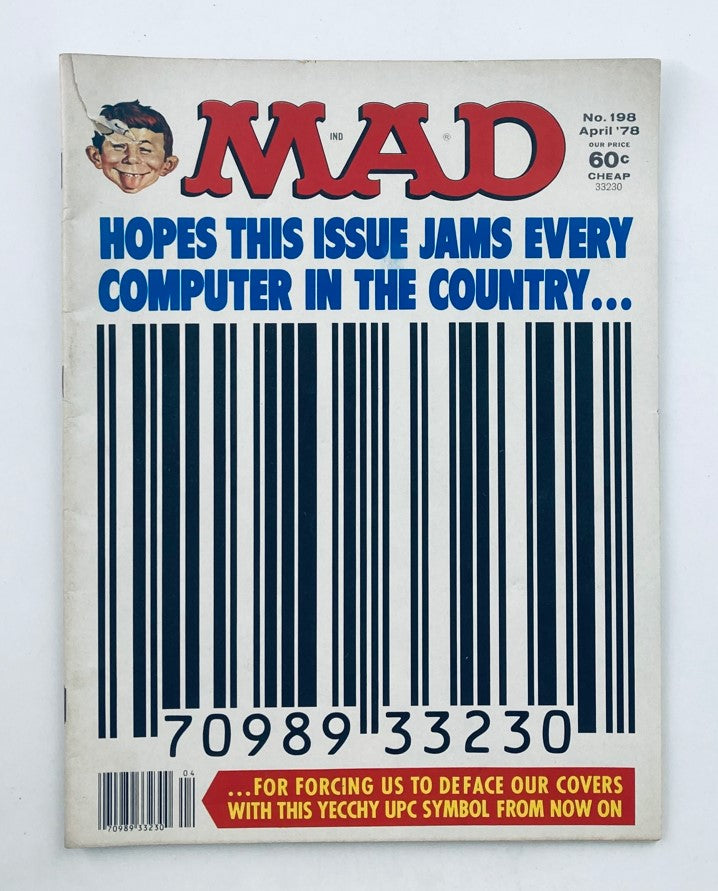 MAD
IND
®
No. 198
April '78
OUR PRICE
60c
CHEAP
33230
HOPES THIS ISSUE JAMS EVERY
COMPUTER IN THE COUNTRY...
70989 33230
04
70989 33230
...FOR FORCING US TO DEFACE OUR COVERS
WITH THIS YECCHY UPC SYMBOL FROM NOW ON